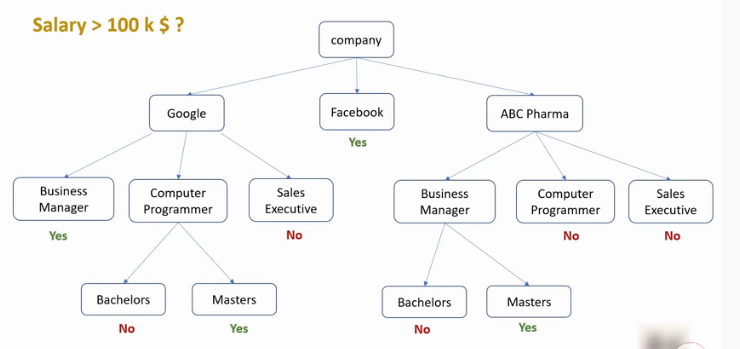 Salary > 100 k $ ?
company
Google
Facebook
ABC Pharma
Yes
Business
Manager
Computer
Programmer
Sales
Executive
Business
Manager
Computer
Programmer
Sales
Executive
Yes
No
No
No
Bachelors
Masters
Bachelors
Masters
No
Yes
No
Yes